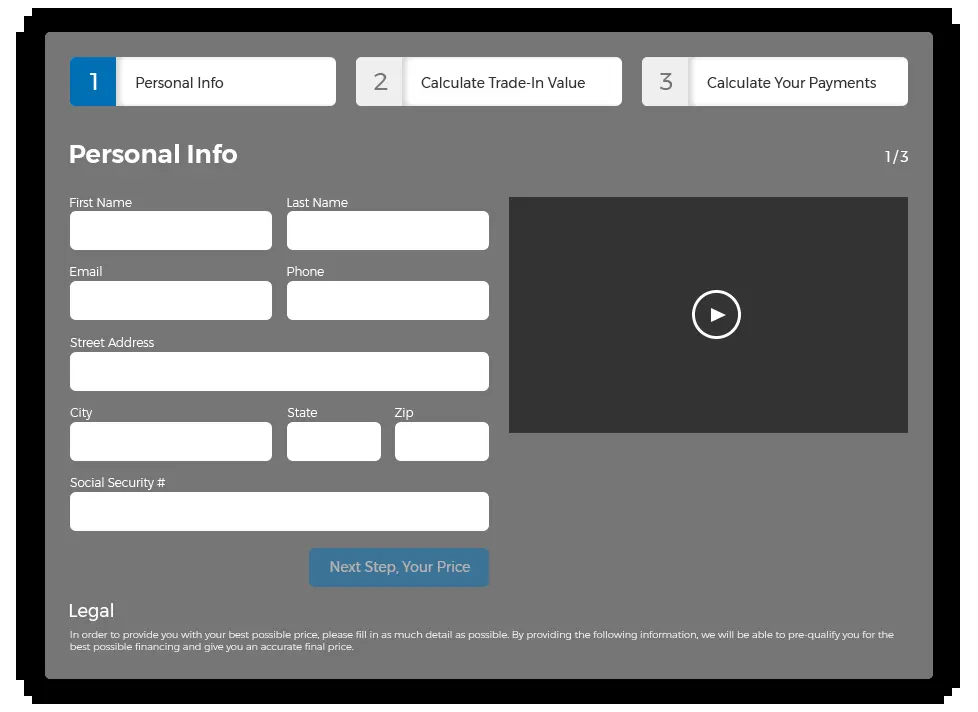 1 Personal Info 2 Calculate Trade-In Value 3 Calculate Your Payments
Personal Info 1/3
First Name Last Name
Email Phone
Street Address
City State Zip
Social Security #
Next Step, Your Price
Legal
In order to provide you with your best possible price, please fill in as much detail as possible. By providing the following information, we will be able to pre-qualify you for the
best possible financing and give you an accurate final price.